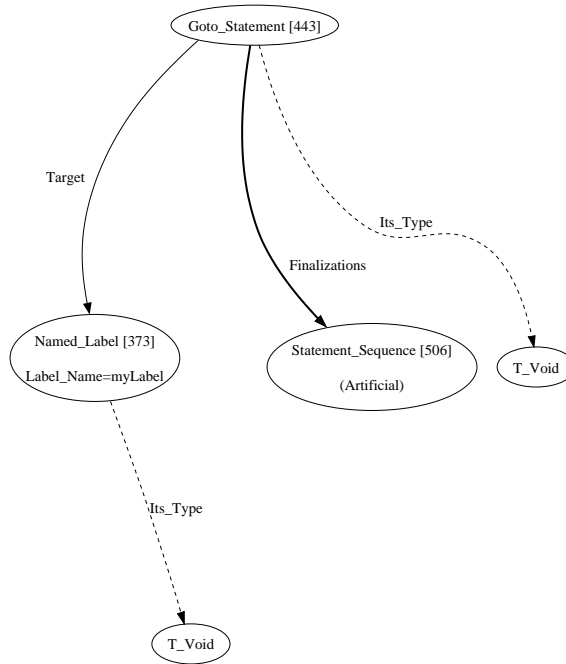 Goto_Statement [443]
Target
Its_Type
Finalizations
Named_Label [373]
Label_Name=myLabel
Statement_Sequence [506]
(Artificial)
T_Void
Its_Type
T_Void